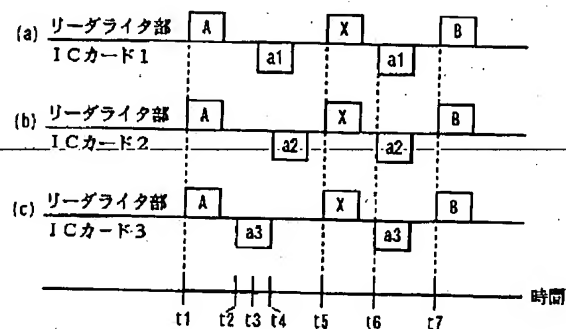 (a) リーダライタ部 A X B
ICカード1 a1 a1
(b) リーダライタ部 A X B
ICカード2 a2 a2
(c) リーダライタ部 A X B
ICカード3 a3 a3
時間
t1 t2 t3 t4 t5 t6 t7